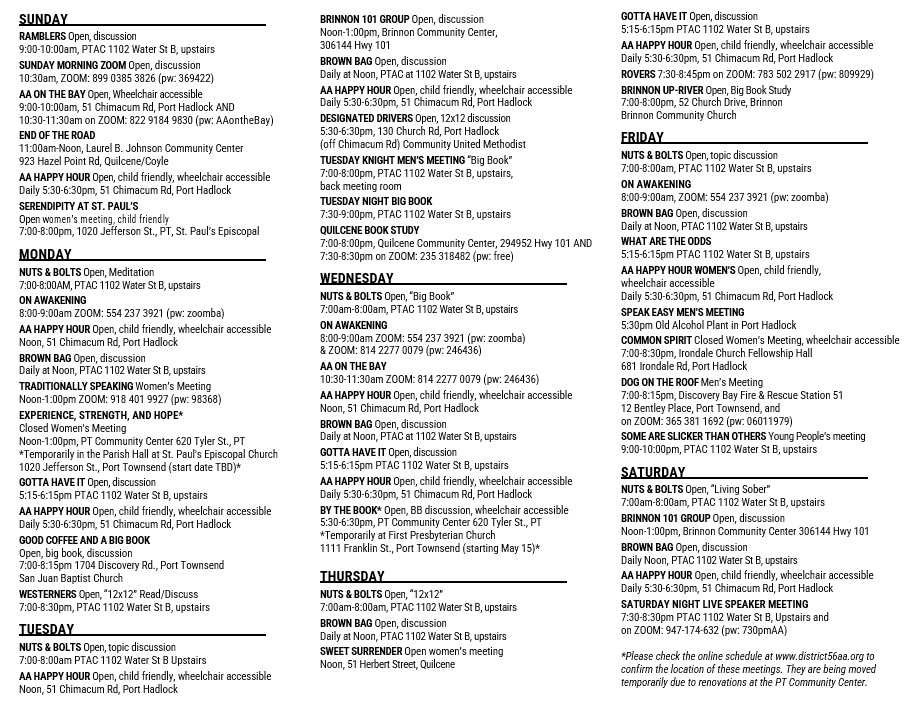 SUNDAY
RAMBLERS Open, discussion
9:00-10:00am, PTAC 1102 Water St B, upstairs
SUNDAY MORNING ZOOM Open, discussion
10:30am, ZOOM: 899 0385 3826 (pw: 369422)
AA ON THE BAY Open, Wheelchair accessible
9:00-10:00am, 51 Chimacum Rd, Port Hadlock AND
10:30-11:30am on ZOOM: 822 9184 9830 (pw: AAontheBay)
END OF THE ROAD
11:00am-Noon, Laurel B. Johnson Community Center
923 Hazel Point Rd, Quilcene/Coyle
AA HAPPY HOUR Open, child friendly, wheelchair accessible
Daily 5:30-6:30pm, 51 Chimacum Rd, Port Hadlock
SERENDIPITY AT ST. PAUL'S
Open women's meeting, child friendly
7:00-8:00pm, 1020 Jefferson St., PT, St. Paul's Episcopal
MONDAY
NUTS & BOLTS Open, Meditation
7:00-8:00AM, PTAC 1102 Water St B, upstairs
ON AWAKENING
8:00-9:00am ZOOM: 554 237 3921 (pw: zoomba)
AA HAPPY HOUR Open, child friendly, wheelchair accessible
Noon, 51 Chimacum Rd, Port Hadlock
BROWN BAG Open, discussion
Daily at Noon, PTAC 1102 Water St B, upstairs
TRADITIONALLY SPEAKING Women's Meeting
Noon-1:00pm ZOOM: 918 401 9927 (pw: 98368)
EXPERIENCE, STRENGTH, AND HOPE*
Closed Women's Meeting
Noon-1:00pm, PT Community Center 620 Tyler St., PT
*Temporarily in the Parish Hall at St. Paul's Episcopal Church
1020 Jefferson St., Port Townsend (start date TBD)*
GOTTA HAVE IT Open, discussion
5:15-6:15pm PTAC 1102 Water St B, upstairs
AA HAPPY HOUR Open, child friendly, wheelchair accessible
Daily 5:30-6:30pm, 51 Chimacum Rd, Port Hadlock
GOOD COFFEE AND A BIG BOOK
Open, big book, discussion
7:00-8:15pm 1704 Discovery Rd., Port Townsend
San Juan Baptist Church
WESTERNERS Open, "12x12" Read/Discuss
7:00-8:30pm, PTAC 1102 Water St B, upstairs
TUESDAY
NUTS & BOLTS Open, topic discussion
7:00-8:00am PTAC 1102 Water St B Upstairs
AA HAPPY HOUR Open, child friendly, wheelchair accessible
Noon, 51 Chimacum Rd, Port Hadlock
BRINNON 101 GROUP Open, discussion
Noon-1:00pm, Brinnon Community Center,
306144 Hwy 101
BROWN BAG Open, discussion
Daily at Noon, PTAC at 1102 Water St B, upstairs
AA HAPPY HOUR Open, child friendly, wheelchair accessible
Daily 5:30-6:30pm, 51 Chimacum Rd, Port Hadlock
DESIGNATED DRIVERS Open, 12x12 discussion
5:30-6:30pm, 130 Church Rd, Port Hadlock
(off Chimacum Rd) Community United Methodist
TUESDAY KNIGHT MEN'S MEETING "Big Book"
7:00-8:00pm, PTAC 1102 Water St B, upstairs,
back meeting room
TUESDAY NIGHT BIG BOOK
7:30-9:00pm, PTAC 1102 Water St B, upstairs
QUILCENE BOOK STUDY
7:00-8:00pm, Quilcene Community Center, 294952 Hwy 101 AND
7:30-8:30pm on ZOOM: 235 318482 (pw: free)
WEDNESDAY
NUTS & BOLTS Open, "Big Book"
7:00am-8:00am, PTAC 1102 Water St B, upstairs
ON AWAKENING
8:00-9:00am ZOOM: 554 237 3921 (pw: zoomba)
& ZOOM: 814 2277 0079 (pw: 246436)
AA ON THE BAY
10:30-11:30am ZOOM: 814 2277 0079 (pw: 246436)
AA HAPPY HOUR Open, child friendly, wheelchair accessible
Noon, 51 Chimacum Rd, Port Hadlock
BROWN BAG Open, discussion
Daily at Noon, PTAC 1102 Water St B, upstairs
GOTTA HAVE IT Open, discussion
5:15-6:15pm PTAC 1102 Water St B, upstairs
AA HAPPY HOUR Open, child friendly, wheelchair accessible
Daily 5:30-6:30pm, 51 Chimacum Rd, Port Hadlock
BY THE BOOK* Open, BB discussion, wheelchair accessible
5:30-6:30pm, PT Community Center 620 Tyler St., PT
*Temporarily at First Presbyterian Church
1111 Franklin St., Port Townsend (starting May 15)*
THURSDAY
NUTS & BOLTS Open, "12x12"
7:00am-8:00am, PTAC 1102 Water St B, upstairs
BROWN BAG Open, discussion
Daily at Noon, PTAC 1102 Water St B, upstairs
SWEET SURRENDER Open women's meeting
Noon, 51 Herbert Street, Quilcene
GOTTA HAVE IT Open, discussion
5:15-6:15pm PTAC 1102 Water St B, upstairs
AA HAPPY HOUR Open, child friendly, wheelchair accessible
Daily 5:30-6:30pm, 51 Chimacum Rd, Port Hadlock
ROVERS 7:30-8:45pm on ZOOM: 783 502 2917 (pw: 809929)
BRINNON UP-RIVER Open, Big Book Study
7:00-8:00pm, 52 Church Drive, Brinnon
Brinnon Community Church
FRIDAY
NUTS & BOLTS Open, topic discussion
7:00-8:00am, PTAC 1102 Water St B, upstairs
ON AWAKENING
8:00-9:00am, ZOOM: 554 237 3921 (pw: zoomba)
BROWN BAG Open, discussion
Daily at Noon, PTAC 1102 Water St B, upstairs
WHAT ARE THE ODDS
5:15-6:15pm PTAC 1102 Water St B, upstairs
AA HAPPY HOUR WOMEN'S Open, child friendly,
wheelchair accessible
Daily 5:30-6:30pm, 51 Chimacum Rd, Port Hadlock
SPEAK EASY MEN'S MEETING
5:30pm Old Alcohol Plant in Port Hadlock
COMMON SPIRIT Closed Women's Meeting, wheelchair accessible
7:00-8:30pm, Irondale Church Fellowship Hall
681 Irondale Rd, Port Hadlock
DOG ON THE ROOF Men's Meeting
7:00-8:15pm, Discovery Bay Fire & Rescue Station 51
12 Bentley Place, Port Townsend, and
on ZOOM: 365 381 1692 (pw: 06011979)
SOME ARE SLICKER THAN OTHERS Young People's meeting
9:00-10:00pm, PTAC 1102 Water St B, upstairs
SATURDAY
NUTS & BOLTS Open, "Living Sober"
7:00am-8:00am, PTAC 1102 Water St B, upstairs
BRINNON 101 GROUP Open, discussion
Noon-1:00pm, Brinnon Community Center 306144 Hwy 101
BROWN BAG Open, discussion
Daily Noon, PTAC 1102 Water St B, upstairs
AA HAPPY HOUR Open, child friendly, wheelchair accessible
Daily 5:30-6:30pm, 51 Chimacum Rd, Port Hadlock
SATURDAY NIGHT LIVE SPEAKER MEETING
7:30-8:30pm PTAC 1102 Water St B, Upstairs and
on ZOOM: 947-174-632 (pw: 730pmAA)
*Please check the online schedule at www.district56aa.org to
confirm the location of these meetings. They are being moved
temporarily due to renovations at the PT Community Center.